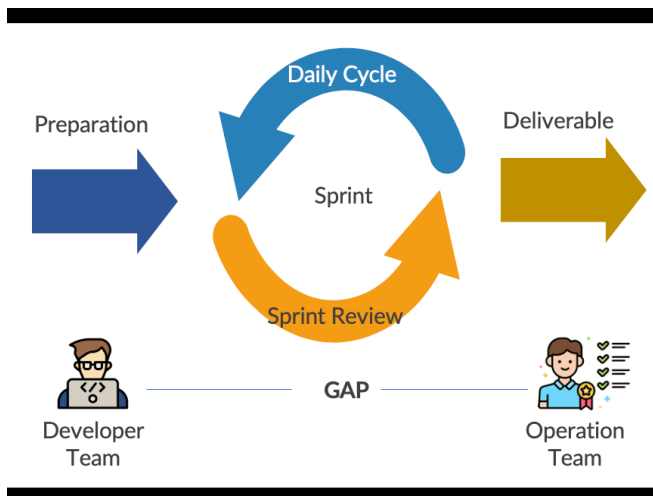 Daily Cycle
Preparation
Deliverable
Sprint
Sprint Review
</>
GAP
Developer
Team
Operation
Team